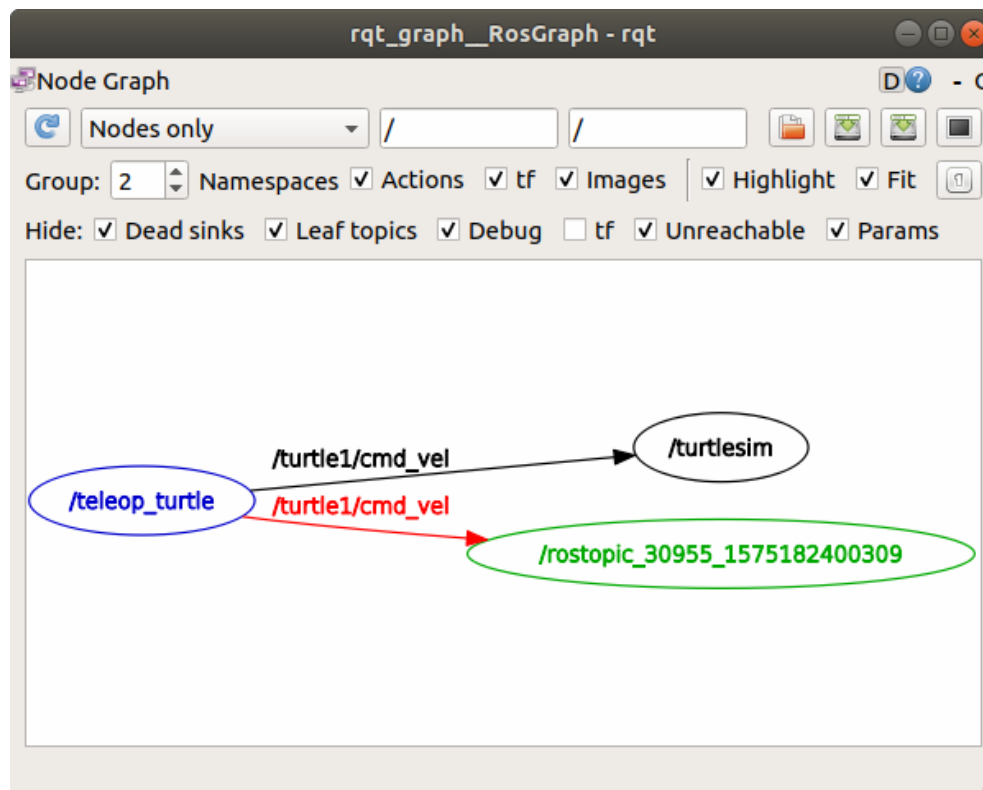 rqt_graph__RosGraph - rqt
Node Graph
D
-
Nodes only
/
/
Group: 2 Namespaces Actions tf Images Highlight Fit
Hide: Dead sinks Leaf topics Debug tf Unreachable Params
/turtlesim
/turtle1/cmd_vel
/teleop_turtle
/turtle1/cmd_vel
/rostopic_30955_1575182400309